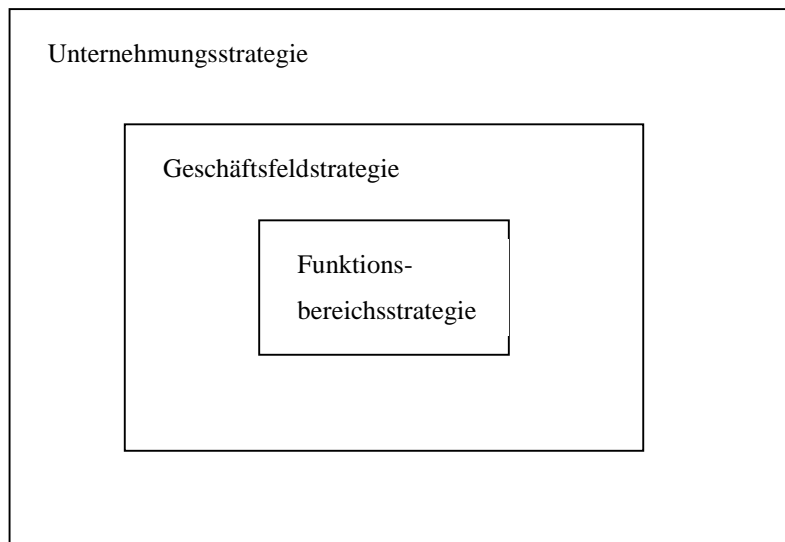 Unternehmungsstrategie
Geschäftsfeldstrategie
Funktions-
bereichsstrategie